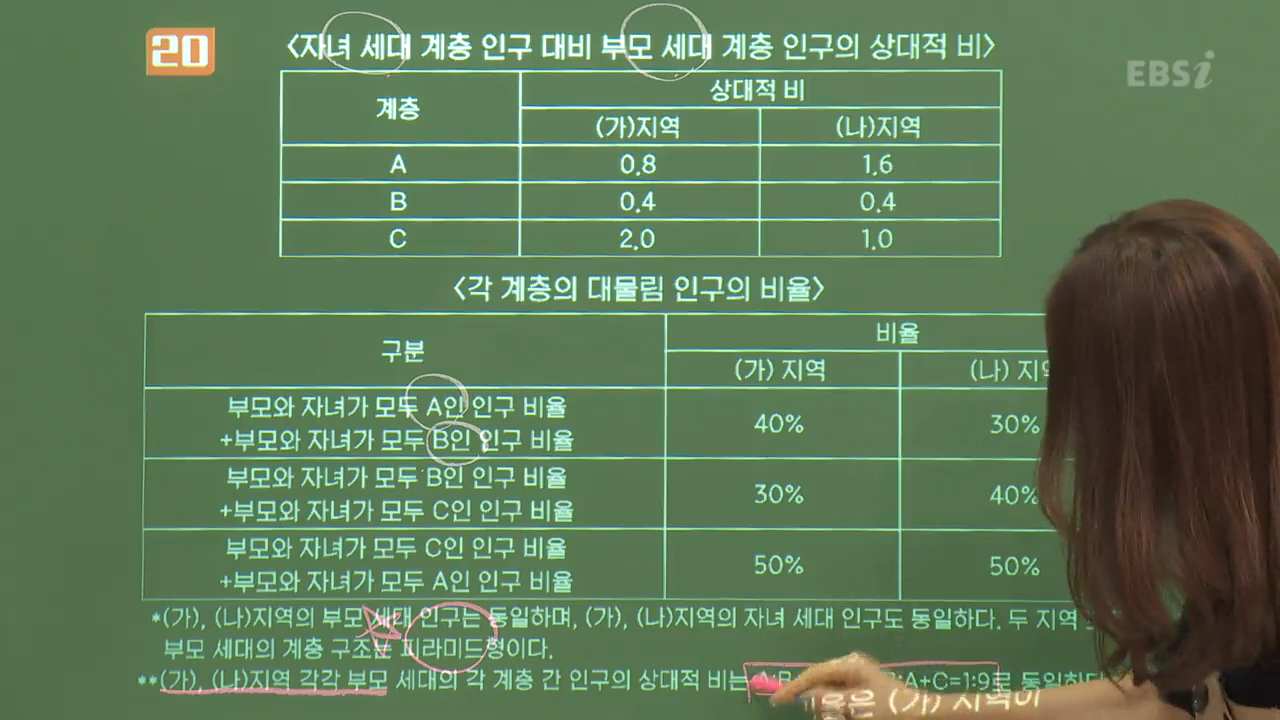 20
<자녀 세대 계층 인구 대비 부모 세대 계층 인구의 상대적 비>
EBSi
계층
상대적 비
(가)지역
(나)지역
A
0.8
1.6
B
0.4
0.4
C
2.0
1.0
<각 계층의 대물림 인구의 비율>
구분
비율
(가) 지역
(나)
부모와 자녀가 모두 A인 인구 비율
+부모와 자녀가 모두 B인 인구 비율
40%
30%
부모와 자녀가 모두 B인 인구 비율
+부모와 자녀가 모두 C인 인구 비율
30%
40%
부모와 자녀가 모두 C인 인구 비율
+부모와 자녀가 모두 A인 인구 비율
50%
50%
*(가), (나)지역의 부모 세대 인구는 동일하며, (가), (나)지역의 자녀 세대 인구도 동일하다. 두 지역
부모 세대의 계층 구조는 피라미드형이다.
**(가), (나)지역 각각 부모 세대의 각 계층 간 인구의 상대적 비는 A+C=1:9로 동일하다
(가) 지역이